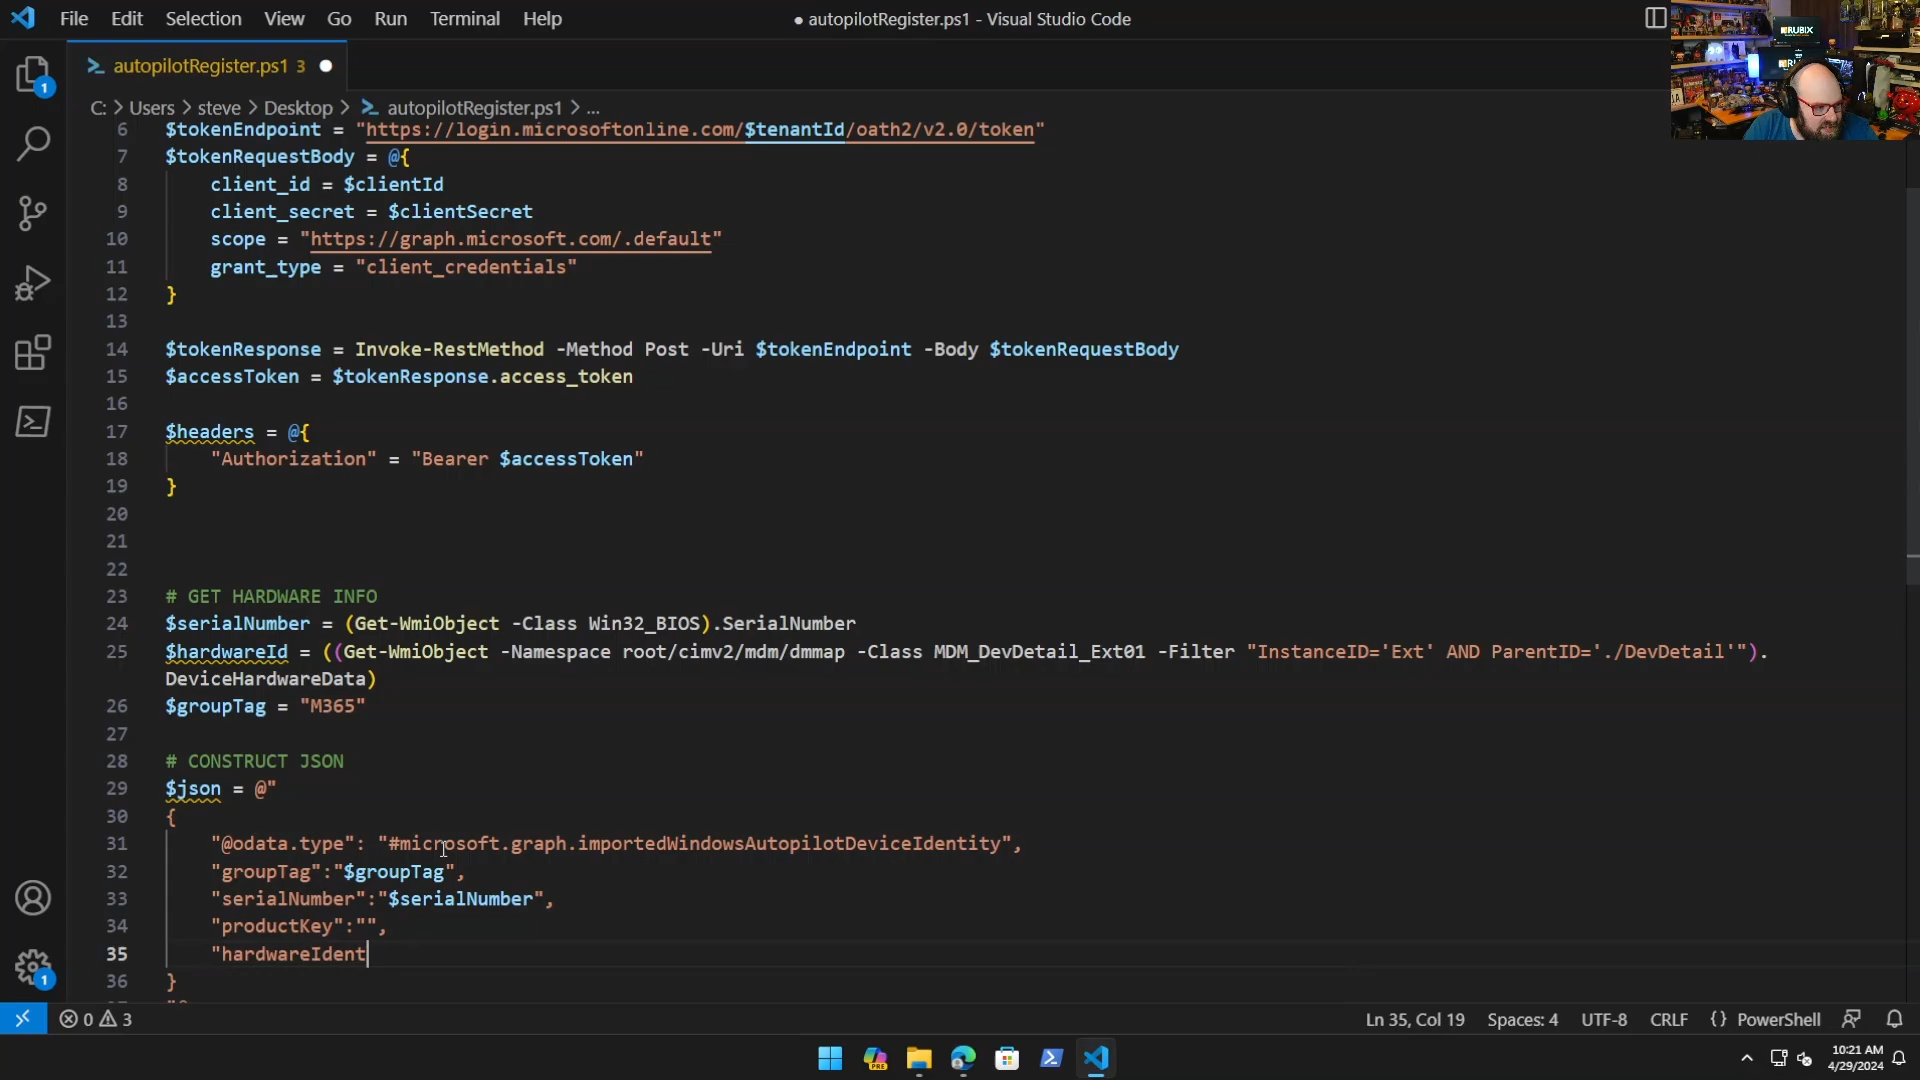 File Edit Selection View Go Run Terminal Help
● autopilotRegister.ps1 - Visual Studio Code
autopilotRegister.ps1 3
C: > Users > steve > Desktop > autopilotRegister.ps1 > ...
6 $tokenEndpoint = "https://login.microsoftonline.com/$tenantId/oath2/v2.0/token"
7 $tokenRequestBody = @{
8 client_id = $clientId
9 client_secret = $clientSecret
10 scope = "https://graph.microsoft.com/.default"
11 grant_type = "client_credentials"
12 }
13
14 $tokenResponse = Invoke-RestMethod -Method Post -Uri $tokenEndpoint -Body $tokenRequestBody
15 $accessToken = $tokenResponse.access_token
16
17 $headers = @{
18 "Authorization" = "Bearer $accessToken"
19 }
20
21
22
23 # GET HARDWARE INFO
24 $serialNumber = (Get-WmiObject -Class Win32_BIOS).SerialNumber
25 $hardwareId = ((Get-WmiObject -Namespace root/cimv2/mdm/dmmap -Class MDM_DevDetail_Ext01 -Filter "InstanceID='Ext' AND ParentID='./DevDetail'").
DeviceHardwareData)
26 $groupTag = "M365"
27
28 # CONSTRUCT JSON
29 $json = @"
30 {
31 "@odata.type": "#microsoft.graph.importedWindowsAutopilotDeviceIdentity",
32 "groupTag":"$groupTag",
33 "serialNumber":"$serialNumber",
34 "productKey":"",
35 "hardwareIdent
36 }
RUBIX
1
1
0 3
Ln 35, Col 19 Spaces: 4 UTF-8 CRLF {} PowerShell
PRE
10:21 AM
4/29/2024